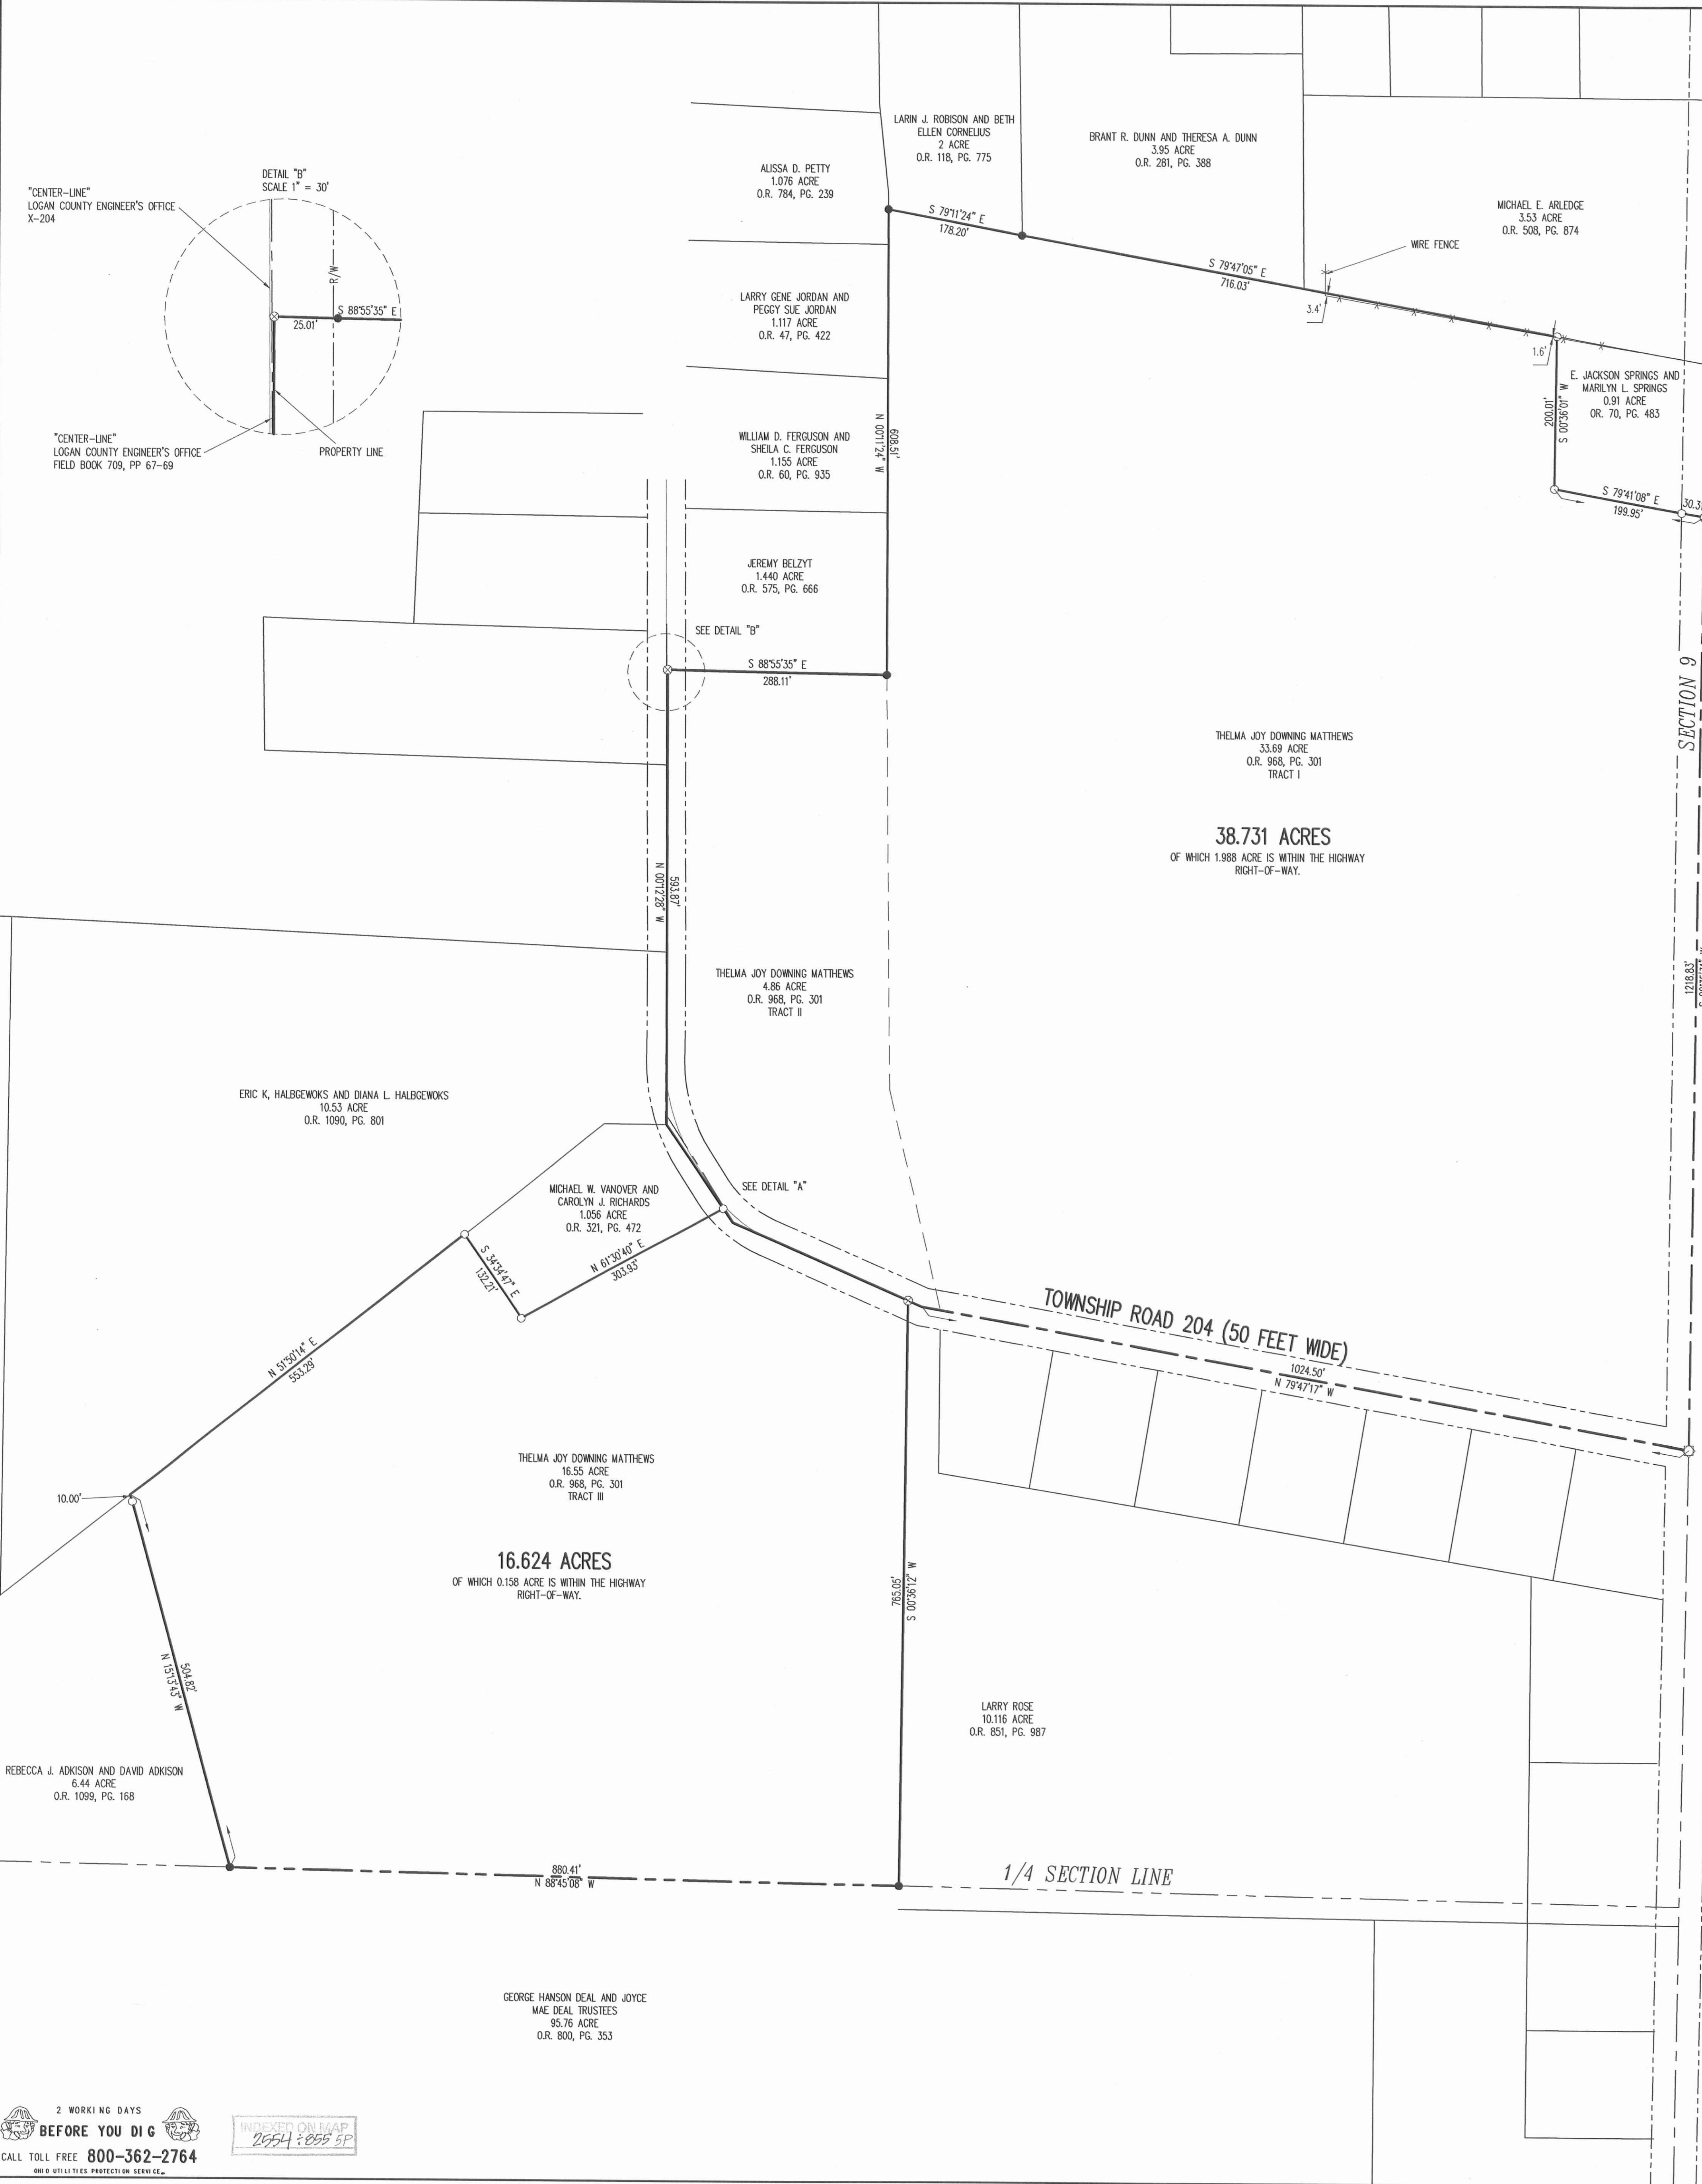 DETAIL "B"
SCALE 1" = 30'
"CENTER-LINE"
LOGAN COUNTY ENGINEER'S OFFICE
X-204
R/W
S 88°55'35" E
25.01'
"CENTER-LINE"
LOGAN COUNTY ENGINEER'S OFFICE
FIELD BOOK 709, PP 67-69
PROPERTY LINE
ALISSA D. PETTY
1.076 ACRE
O.R. 784, PG. 239
LARIN J. ROBISON AND BETH
ELLEN CORNELIUS
2 ACRE
O.R. 118, PG. 775
BRANT R. DUNN AND THERESA A. DUNN
3.95 ACRE
O.R. 281, PG. 388
MICHAEL E. ARLEDGE
3.53 ACRE
O.R. 508, PG. 874
WIRE FENCE
S 79°11'24" E
178.20'
S 79°47'05" E
716.03'
3.4'
1.6'
LARRY GENE JORDAN AND
PEGGY SUE JORDAN
1.117 ACRE
O.R. 47, PG. 422
E. JACKSON SPRINGS AND
MARILYN L. SPRINGS
0.91 ACRE
OR. 70, PG. 483
200.01'
S 00°36'01" W
S 79°41'08" E
199.95'
WILLIAM D. FERGUSON AND
SHEILA C. FERGUSON
1.155 ACRE
O.R. 60, PG. 935
608.51'
N 00°11'24" W
JEREMY BELZYT
1.440 ACRE
O.R. 575, PG. 666
SEE DETAIL "B"
S 88°55'35" E
288.11'
SECTION 9
THELMA JOY DOWNING MATTHEWS
33.69 ACRE
O.R. 968, PG. 301
TRACT I
38.731 ACRES
OF WHICH 1.988 ACRE IS WITHIN THE HIGHWAY
RIGHT-OF-WAY.
593.87'
N 00°12'28" W
1218.83'
THELMA JOY DOWNING MATTHEWS
4.86 ACRE
O.R. 968, PG. 301
TRACT II
ERIC K, HALBGEWOKS AND DIANA L. HALBGEWOKS
10.53 ACRE
O.R. 1090, PG. 801
MICHAEL W. VANOVER AND
CAROLYN J. RICHARDS
1.056 ACRE
O.R. 321, PG. 472
SEE DETAIL "A"
S 34°34'47" E
132.21'
N 61°30'40" E
303.93'
N 51°50'14" E
553.29'
TOWNSHIP ROAD 204 (50 FEET WIDE)
1024.50'
N 79°47'17" W
10.00'
THELMA JOY DOWNING MATTHEWS
16.55 ACRE
O.R. 968, PG. 301
TRACT III
16.624 ACRES
OF WHICH 0.158 ACRE IS WITHIN THE HIGHWAY
RIGHT-OF-WAY.
765.05'
S 00°36'12" W
504.82'
N 15°13'43" W
LARRY ROSE
10.116 ACRE
O.R. 851, PG. 987
REBECCA J. ADKISON AND DAVID ADKISON
6.44 ACRE
O.R. 1099, PG. 168
880.41'
N 88°45'08" W
1/4 SECTION LINE
GEORGE HANSON DEAL AND JOYCE
MAE DEAL TRUSTEES
95.76 ACRE
O.R. 800, PG. 353
2 WORKING DAYS
BEFORE YOU DIG
CALL TOLL FREE 800-362-2764
OHIO UTILITIES PROTECTION SERVICE
INDEXED ON MAP
2554 : 855 5P